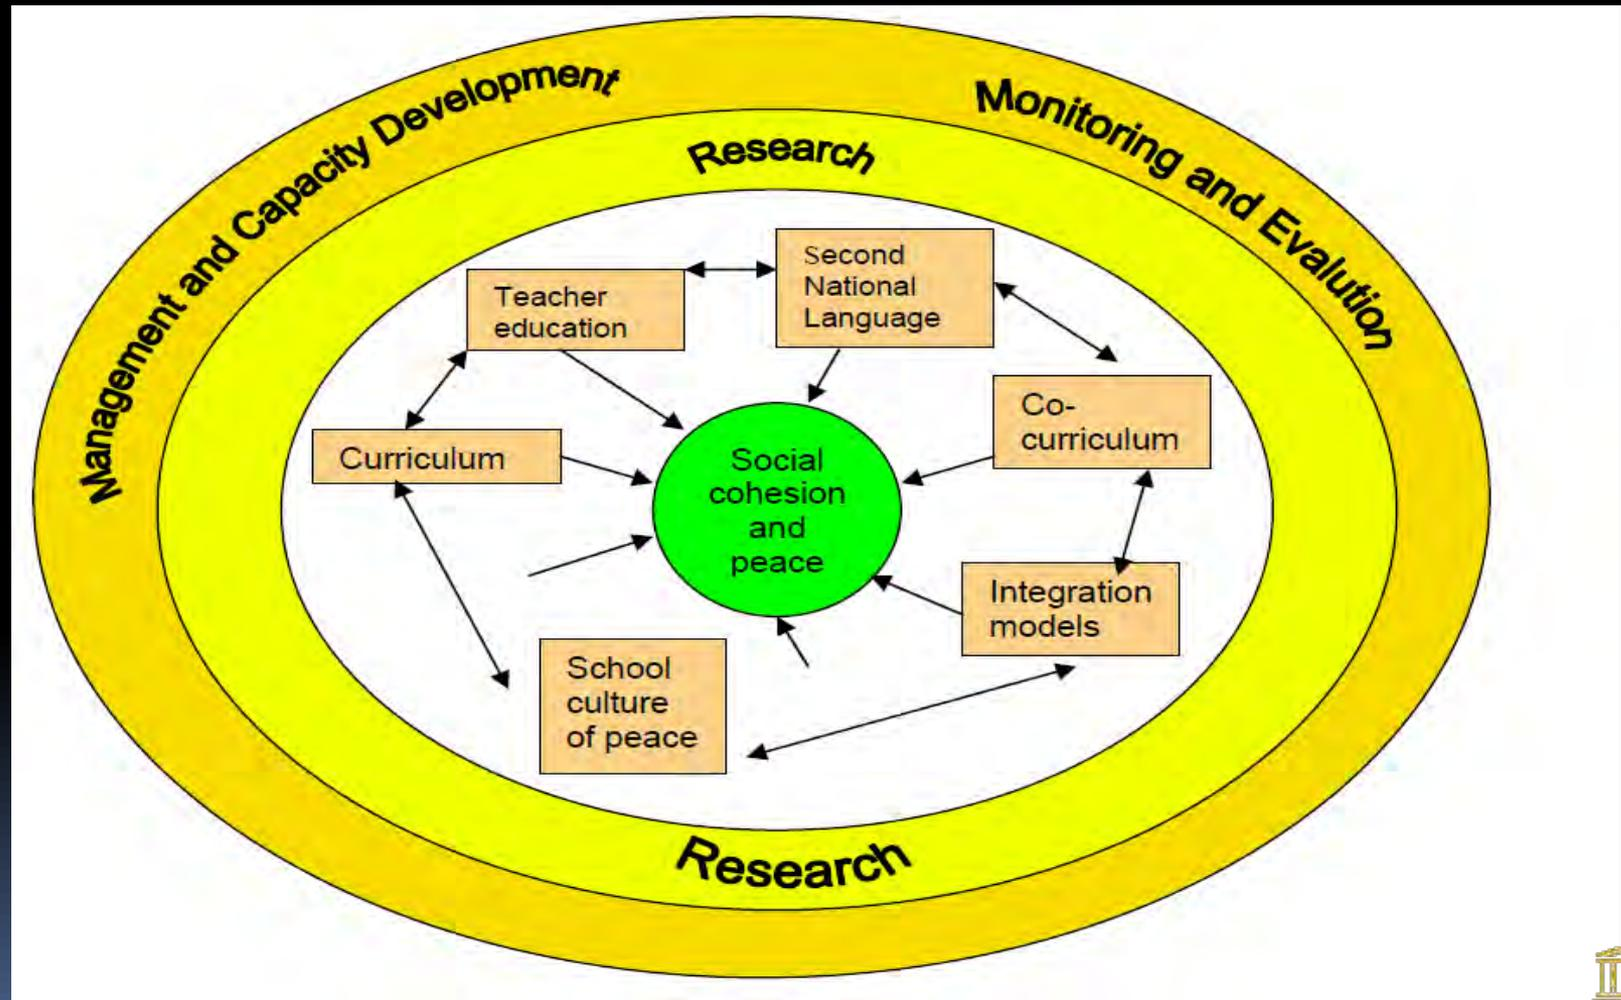 Management and Capacity Development
Monitoring and Evalution
Research
Teacher
education
Second
National
Language
Co-
curriculum
Curriculum
Social
cohesion
and
peace
Integration
models
School
culture
of peace
Research